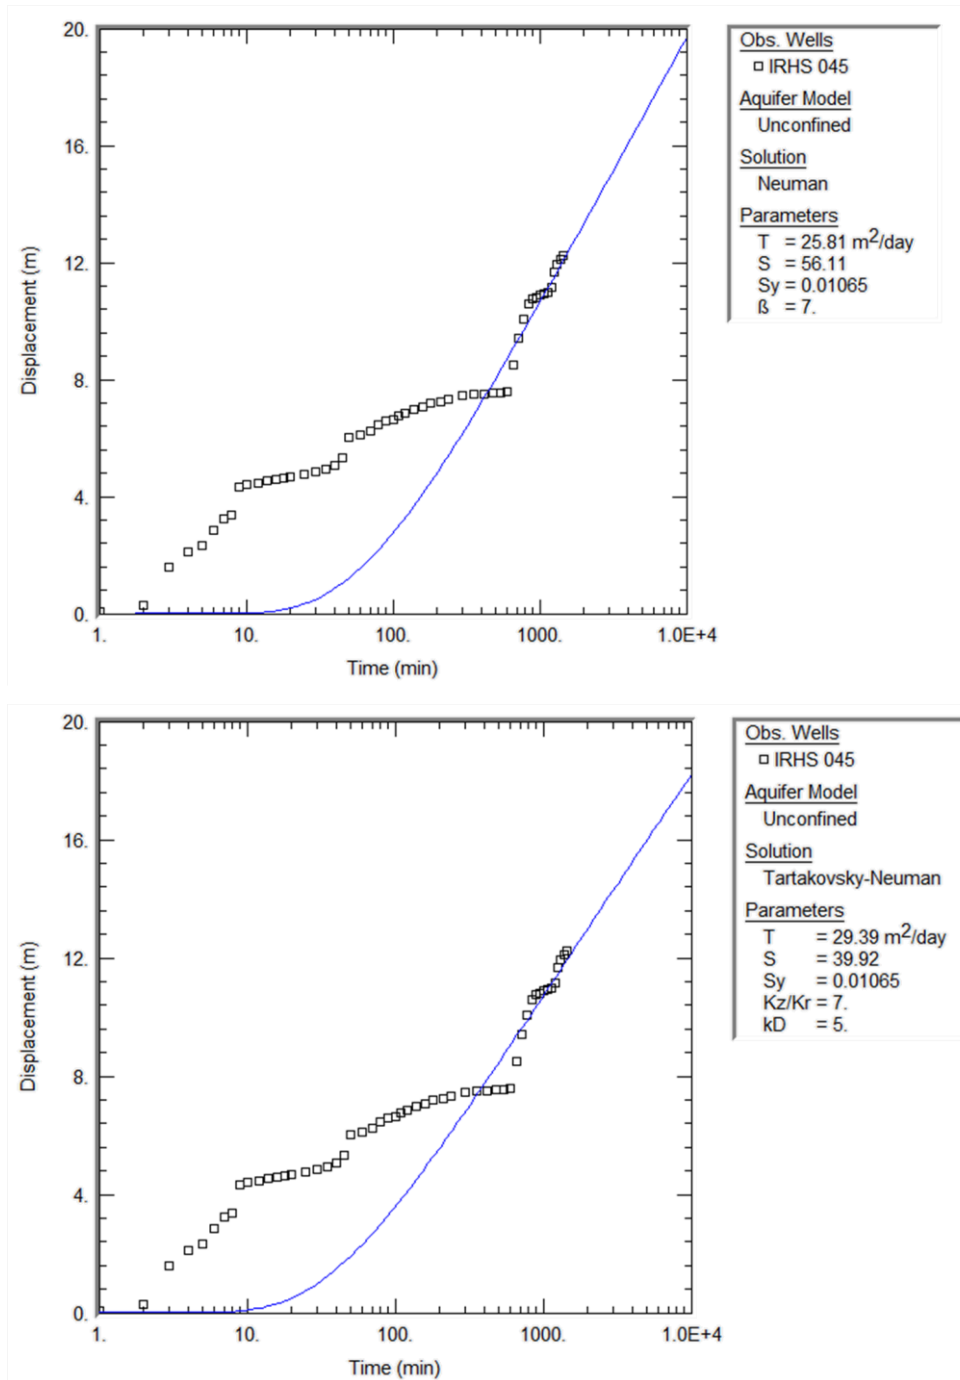 20.
16.
12.
8.
4.
0.
1.
10.
100.
1000.
1.0E+4
Displacement (m)
Time (min)
Obs. Wells
IRHS 045
Aquifer Model
Unconfined
Solution
Neuman
Parameters
T = 25.81 m²/day
S = 56.11
Sy = 0.01065
ß = 7.
20.
16.
12.
8.
4.
0.
1.
10.
100.
1000.
1.0E+4
Displacement (m)
Time (min)
Obs. Wells
IRHS 045
Aquifer Model
Unconfined
Solution
Tartakovsky-Neuman
Parameters
T = 29.39 m²/day
S = 39.92
Sy = 0.01065
Kz/Kr = 7.
kD = 5.